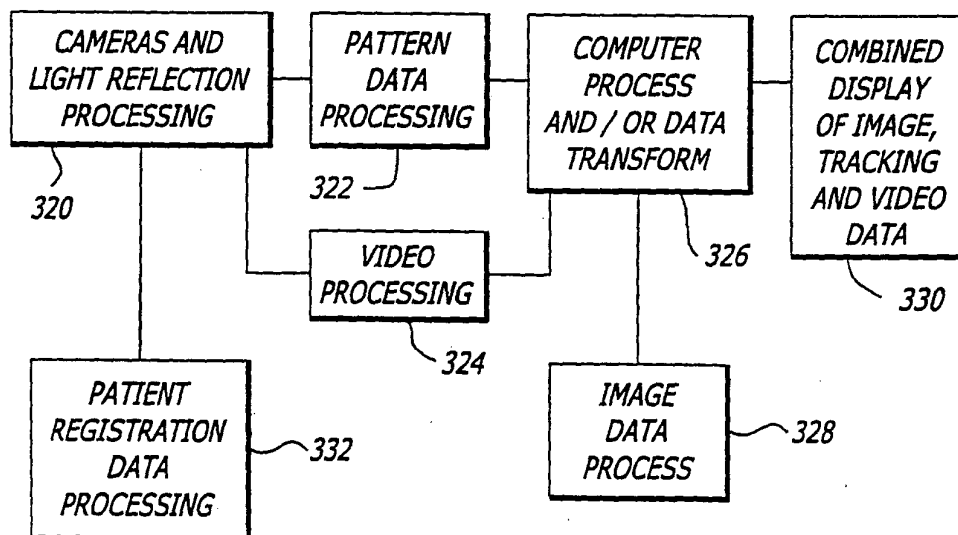 CAMERAS AND
LIGHT REFLECTION
PROCESSING
320
PATTERN
DATA
PROCESSING
322
COMPUTER
PROCESS
AND / OR DATA
TRANSFORM
326
COMBINED
DISPLAY
OF IMAGE,
TRACKING
AND VIDEO
DATA
330
VIDEO
PROCESSING
324
PATIENT
REGISTRATION
DATA
PROCESSING
332
IMAGE
DATA
PROCESS
328